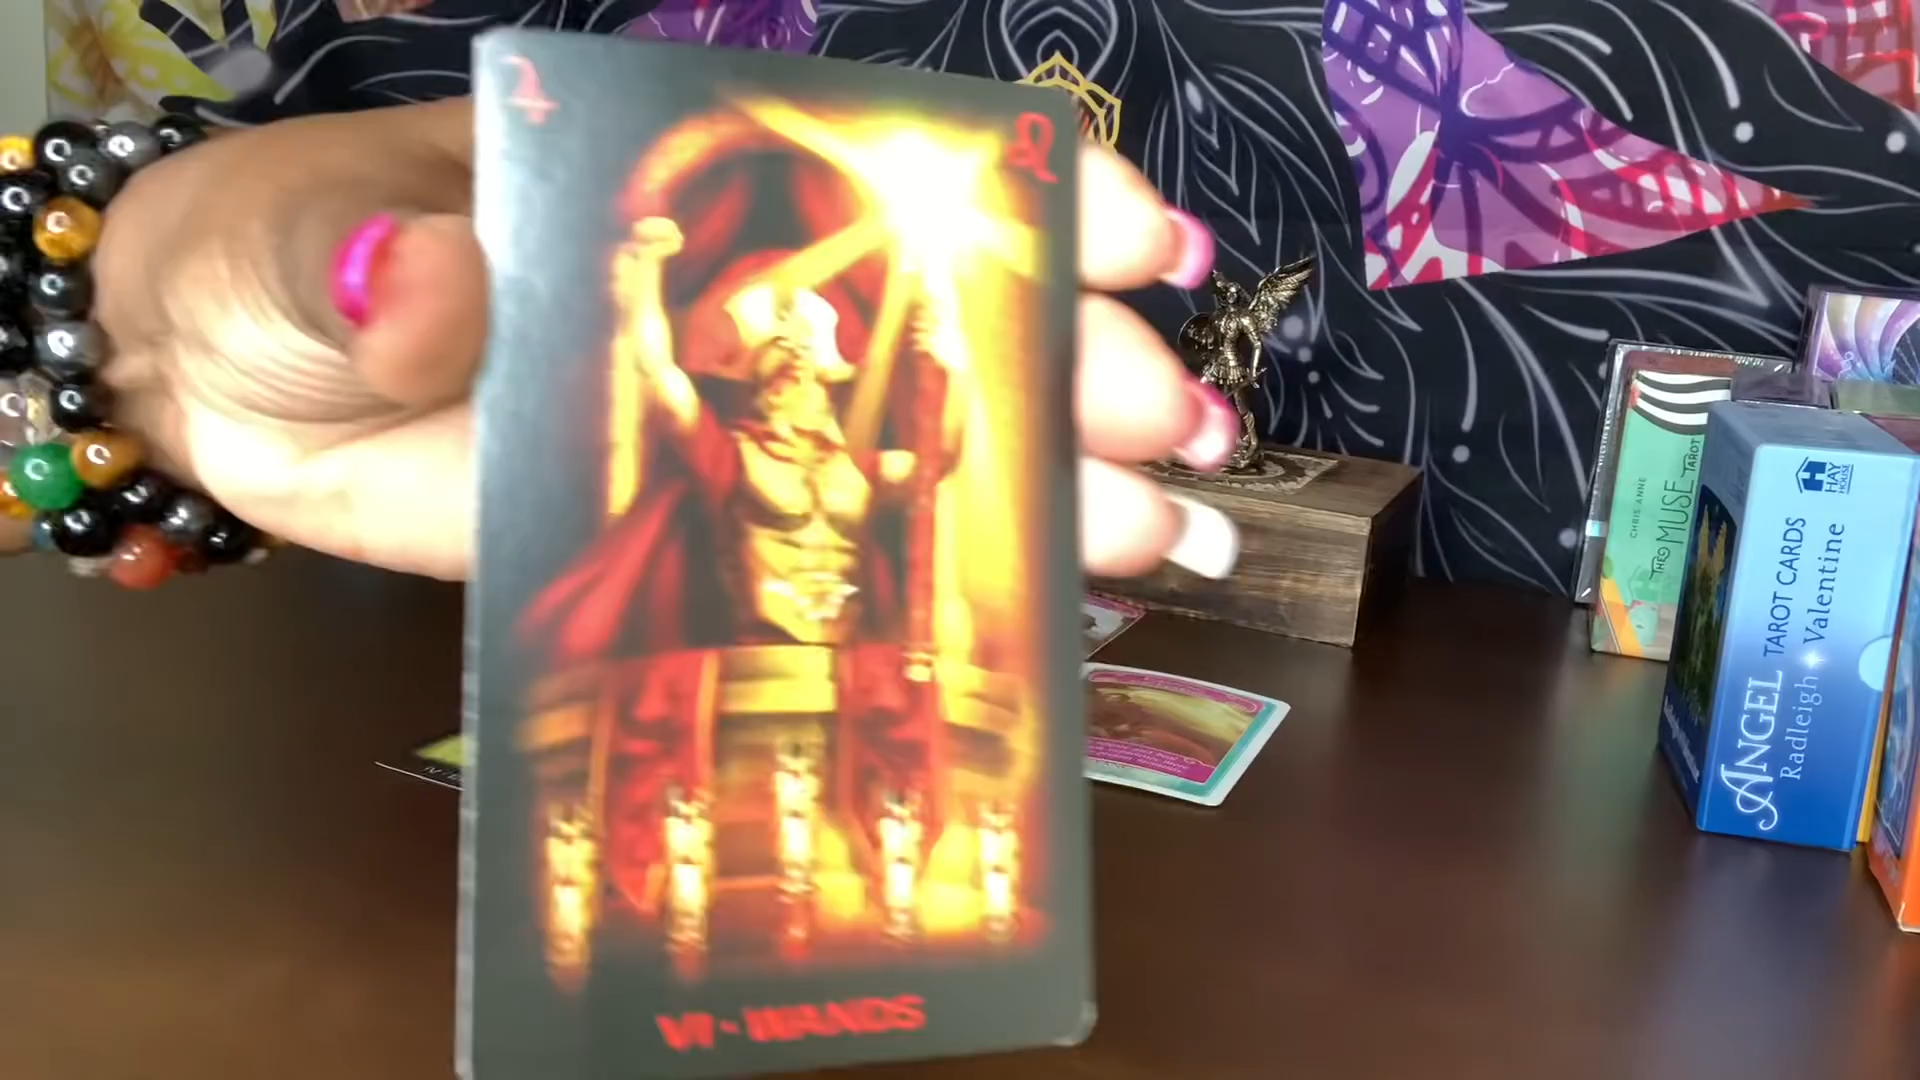 VI - WANDS
CHRIS-ANNE
THE MUSE TAROT
HAY
HOUSE
ANGEL TAROT CARDS
Radleigh Valentine